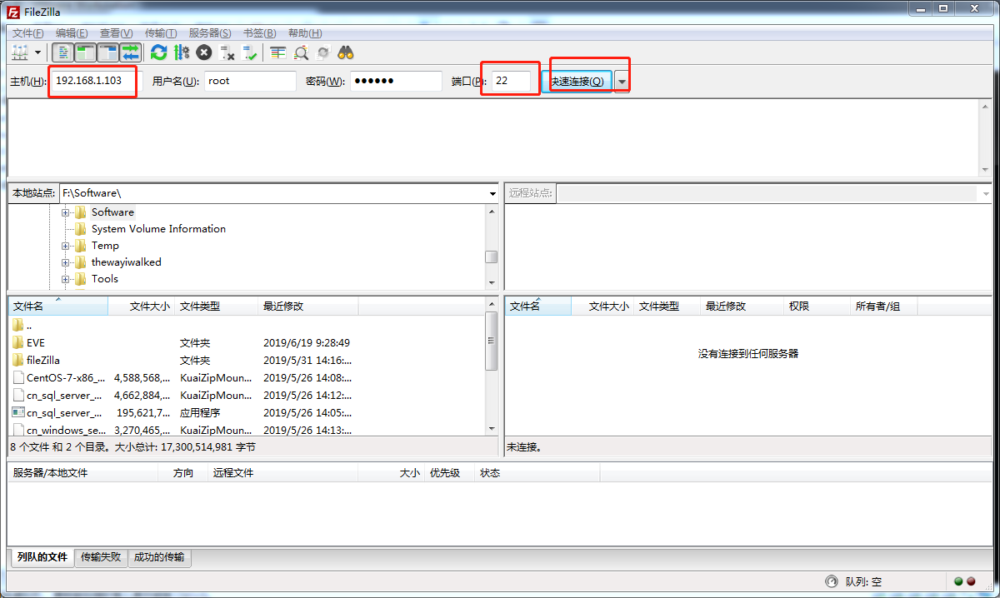 FileZilla
文件(F) 编辑(E) 查看(V) 传输(T) 服务器(S) 书签(B) 帮助(H)
主机(H): 192.168.1.103 用户名(U): root 密码(W): ●●●●●● 端口(P): 22 快速连接(Q)
本地站点: F:\Software\ 远程站点:
Software
System Volume Information
Temp
thewayiwalked
Tools
文件名 文件大小 文件类型 最近修改 文件名 文件大小 文件类型 最近修改 权限 所有者/组
..
EVE 文件夹 2019/6/19 9:28:49
没有连接到任何服务器
fileZilla 文件夹 2019/5/31 14:16:...
CentOS-7-x86_... 4,588,568,... KuaiZipMoun... 2019/5/26 14:08:...
cn_sql_server_... 4,662,884,... KuaiZipMoun... 2019/5/26 14:12:...
cn_sql_server_... 195,621,7... 应用程序 2019/5/26 14:05:...
cn_windows_se... 3,270,465,... KuaiZipMoun... 2019/5/26 14:13:...
8 个文件 和 2 个目录。大小总计: 17,300,514,981 字节 未连接。
服务器/本地文件 方向 远程文件 大小 优先级 状态
列队的文件 传输失败 成功的传输
队列: 空